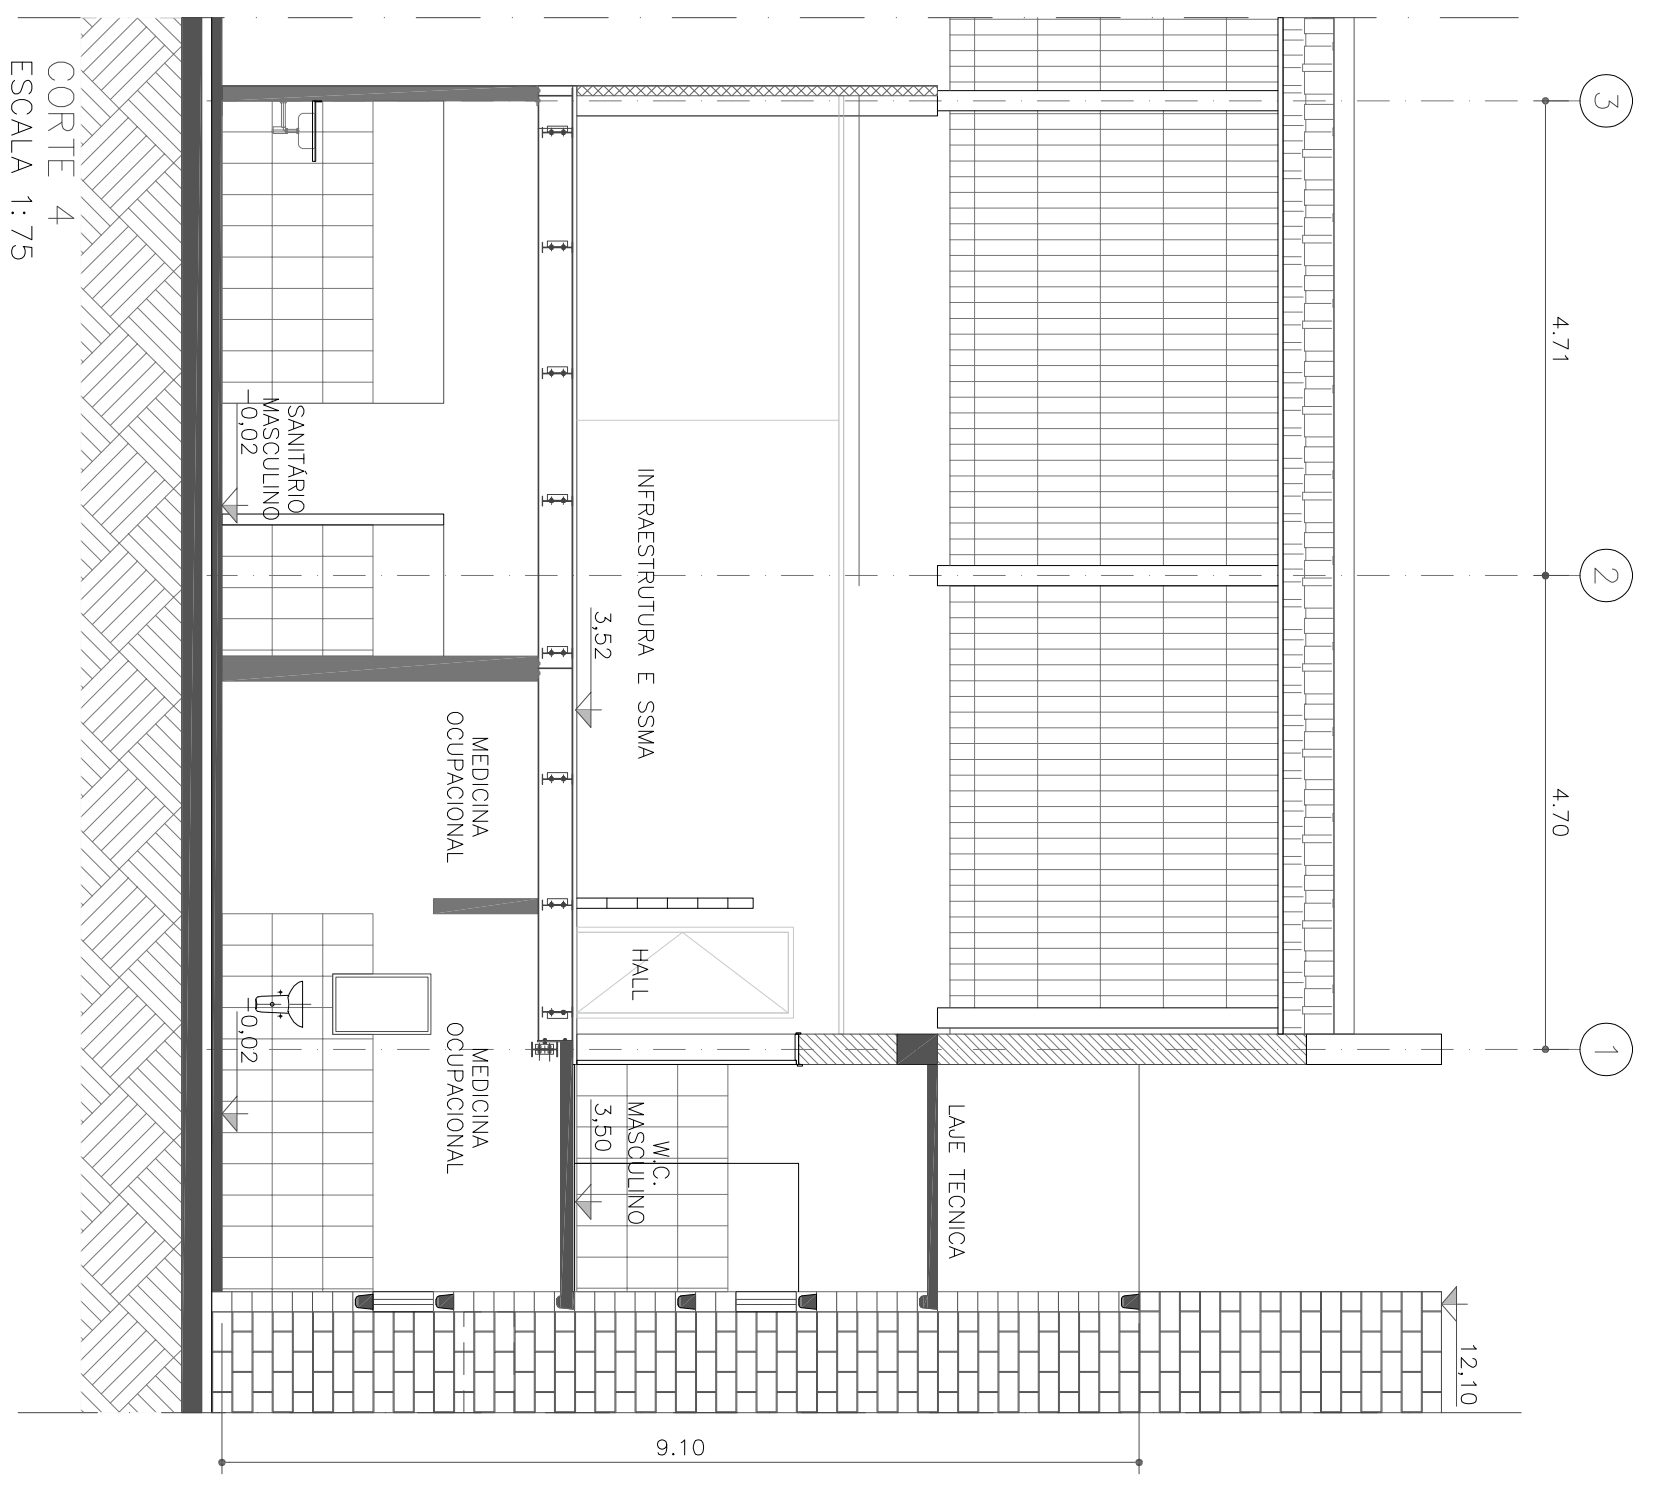 3
4.71
2
4.70
1
12,10
LAJE TECNICA
INFRAESTRUTURA E SSMA
3,52
HALL
W.C.
MASCULINO
3,50
MEDICINA
OCUPACIONAL
MEDICINA
OCUPACIONAL
SANITÁRIO
MASCULINO
-0,02
-0,02
9.10
CORTE 4
ESCALA 1:75